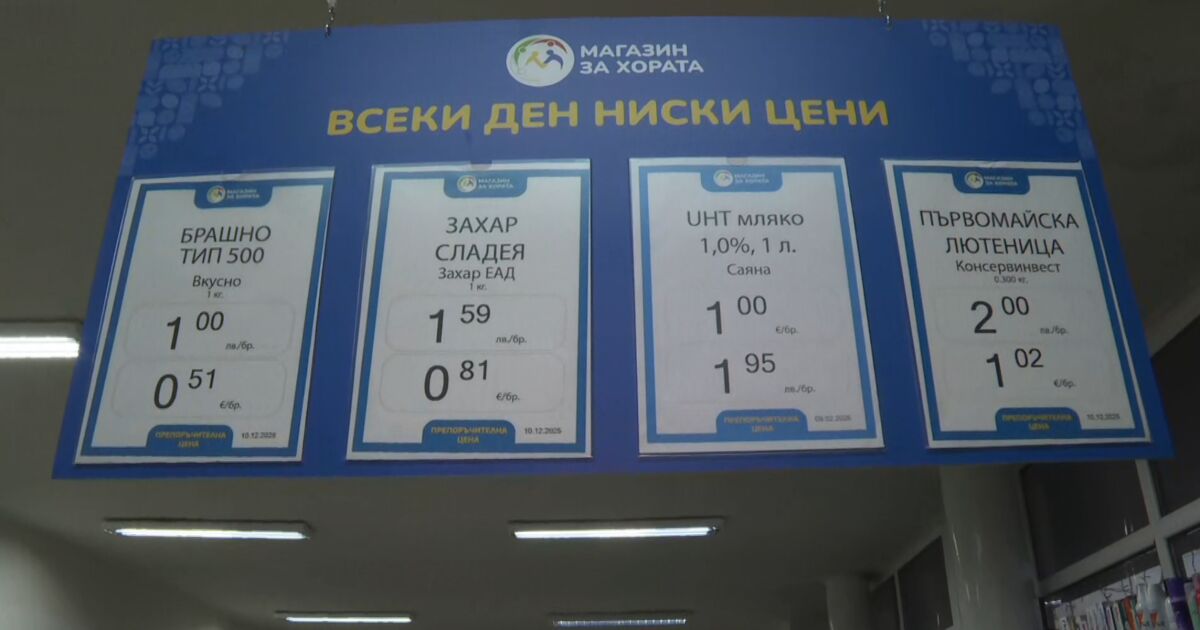 МАГАЗИН
ЗА ХОРАТА
ВСЕКИ ДЕН НИСКИ ЦЕНИ
МАГАЗИН
ЗА ХОРАТА
БРАШНО
ТИП 500
Вкусно
1 кг.
1 00
лв./бр.
0 51
€/бр.
ПРЕПОРЪЧИТЕЛНА
ЦЕНА
10.12.2025
МАГАЗИН
ЗА ХОРАТА
ЗАХАР
СЛАДЕЯ
Захар ЕАД
1 кг.
1 59
лв./бр.
0 81
€/бр.
ПРЕПОРЪЧИТЕЛНА
ЦЕНА
10.12.2025
МАГАЗИН
ЗА ХОРАТА
UHT мляко
1,0%, 1 л.
Саяна
1 00
€/бр.
1 95
лв./бр.
ПРЕПОРЪЧИТЕЛНА
ЦЕНА
МАГАЗИН
ЗА ХОРАТА
ПЪРВОМАЙСКА
ЛЮТЕНИЦА
Консервинвест
0.300 кг.
2 00
лв./бр.
1 02
€/бр.
ПРЕПОРЪЧИТЕЛНА
ЦЕНА
10.12.2025